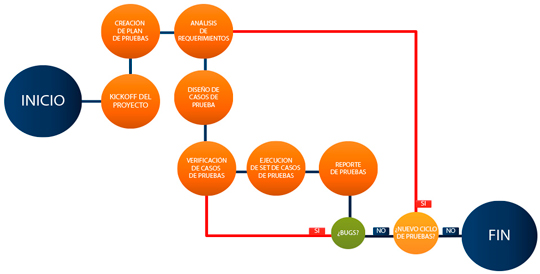 CREACIÓN
DE PLAN
DE PRUEBAS
ANÁLISIS
DE
REQUERIMIENTOS
INICIO
KICKOFF DEL
PROYECTO
DISEÑO DE
CASOS DE
PRUEBA
VERIFICACIÓN
DE CASOS
DE PRUEBAS
EJECUCION
DE SET DE CASOS
DE PRUEBAS
REPORTE
DE PRUEBAS
SI
SI
¿BUGS?
NO
¿NUEVO CICLO
DE PRUEBAS?
NO
FIN